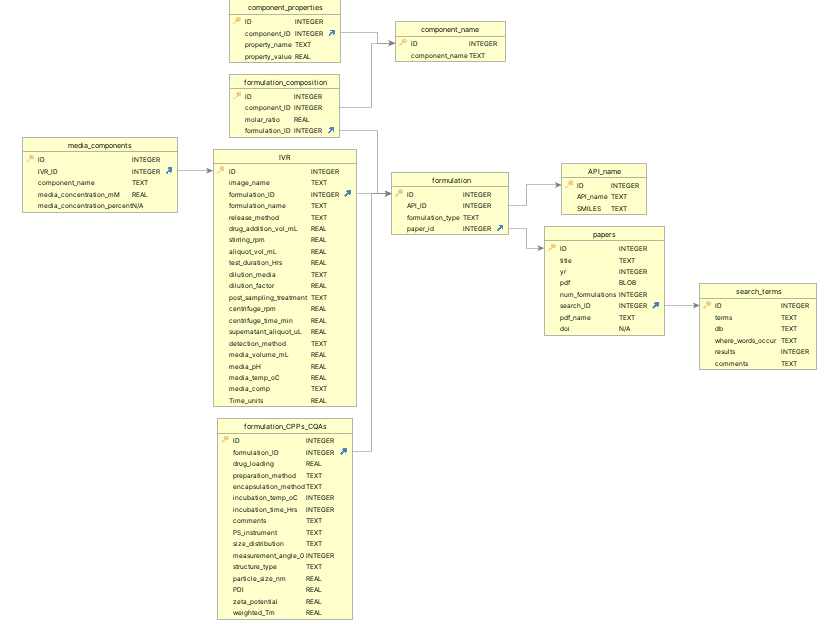 component_properties
ID INTEGER
component_ID INTEGER
property_name TEXT
property_value REAL
component_name
ID INTEGER
component_name TEXT
formulation_composition
ID INTEGER
component_ID INTEGER
molar_ratio REAL
formulation_ID INTEGER
media_components
ID INTEGER
IVR_ID INTEGER
component_name TEXT
media_concentration_mM REAL
media_concentration_percentN/A
IVR
ID INTEGER
image_name TEXT
formulation_ID INTEGER
formulation_name TEXT
release_method TEXT
drug_addition_vol_mL REAL
stirring_rpm REAL
aliquot_vol_mL REAL
test_duration_Hrs REAL
dilution_media TEXT
dilution_factor REAL
post_sampling_treatment TEXT
centrifuge_rpm REAL
centrifuge_time_min REAL
supernatant_aliquot_uL REAL
detection_method TEXT
media_volume_mL REAL
media_pH REAL
media_temp_oC REAL
media_comp TEXT
Time_units REAL
formulation
ID INTEGER
API_ID INTEGER
formulation_type TEXT
paper_id INTEGER
API_name
ID INTEGER
API_name TEXT
SMILES TEXT
papers
ID INTEGER
title TEXT
yr INTEGER
pdf BLOB
num_formulations INTEGER
search_ID INTEGER
pdf_name TEXT
doi N/A
search_terms
ID INTEGER
terms TEXT
db TEXT
where_words_occur TEXT
results INTEGER
comments TEXT
formulation_CPPs_CQAs
ID INTEGER
formulation_ID INTEGER
drug_loading REAL
preparation_method TEXT
encapsulation_method TEXT
incubation_temp_oC INTEGER
incubation_time_Hrs INTEGER
comments TEXT
PS_instrument TEXT
size_distribution TEXT
measurement_angle_0 INTEGER
structure_type TEXT
particle_size_nm REAL
PDI REAL
zeta_potential REAL
weighted_Tm REAL